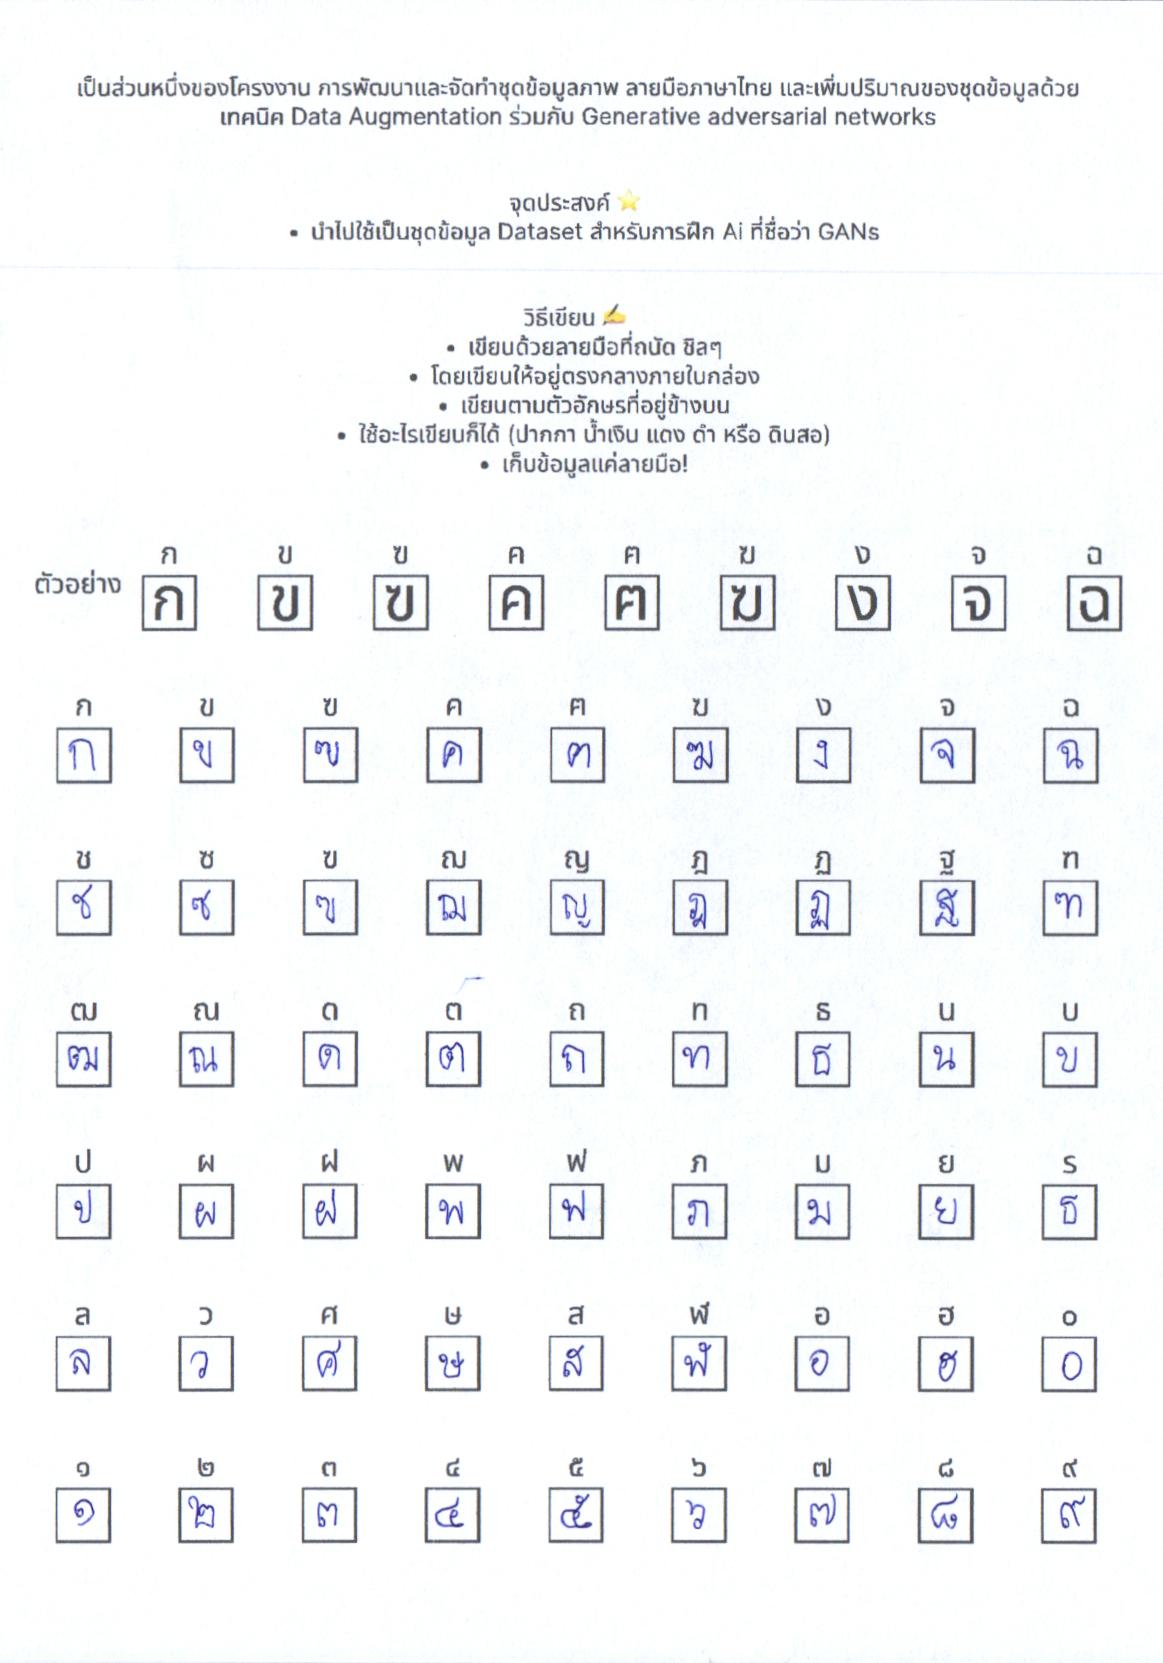 เป็นส่วนหนึ่งของโครงงาน การพัฒนาและจัดทำชุดข้อมูลภาพ ลายมือภาษาไทย และเพิ่มปริมาณของชุดข้อมูลด้วย
เทคนิค Data Augmentation ร่วมกับ Generative adversarial networks
จุดประสงค์ ⭐
• นำไปใช้เป็นชุดข้อมูล Dataset สำหรับการฝึก Ai ที่ชื่อว่า GANs
วิธีเขียน ✍️
• เขียนด้วยลายมือที่ถนัด ชิลๆ
• โดยเขียนให้อยู่ตรงกลางภายในกล่อง
• เขียนตามตัวอักษรที่อยู่ข้างบน
• ใช้อะไรเขียนก็ได้ (ปากกา น้ำเงิน แดง ดำ หรือ ดินสอ)
• เก็บข้อมูลแค่ลายมือ!
ก ข ฃ ค ฅ ฆ ง จ ฉ
ตัวอย่าง ก ข ฃ ค ฅ ฆ ง จ ฉ
ก ข ฃ ค ฅ ฆ ง จ ฉ
ก ข ฃ ค ฅ ฆ ง จ ฉ
ช ซ ฃ ฌ ญ ฎ ฏ ฐ ฑ
ช ซ ฃ ฌ ญ ฎ ฏ ฐ ฑ
ฒ ณ ด ต ถ ท ธ น บ
ฒ ณ ด ต ถ ท ธ น บ
ป ผ ฝ พ ฟ ภ ม ย ร
ป ผ ฝ พ ฟ ภ ม ย ร
ล ว ศ ษ ส ฬ อ ฮ ๐
ล ว ศ ษ ส ฬ อ ฮ ๐
๑ ๒ ๓ ๔ ๕ ๖ ๗ ๘ ๙
๑ ๒ ๓ ๔ ๕ ๖ ๗ ๘ ๙